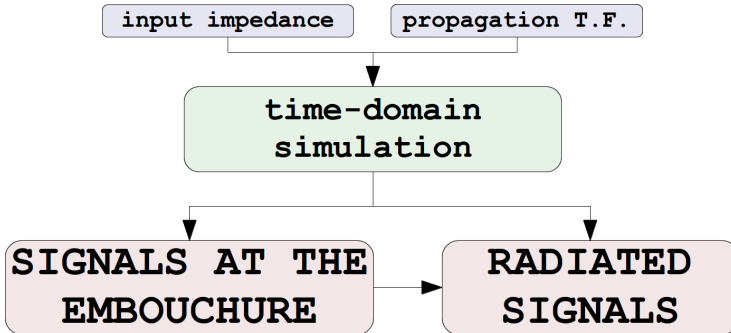 input impedance
propagation T.F.
time-domain
simulation
SIGNALS AT THE
EMBOUCHURE
RADIATED
SIGNALS